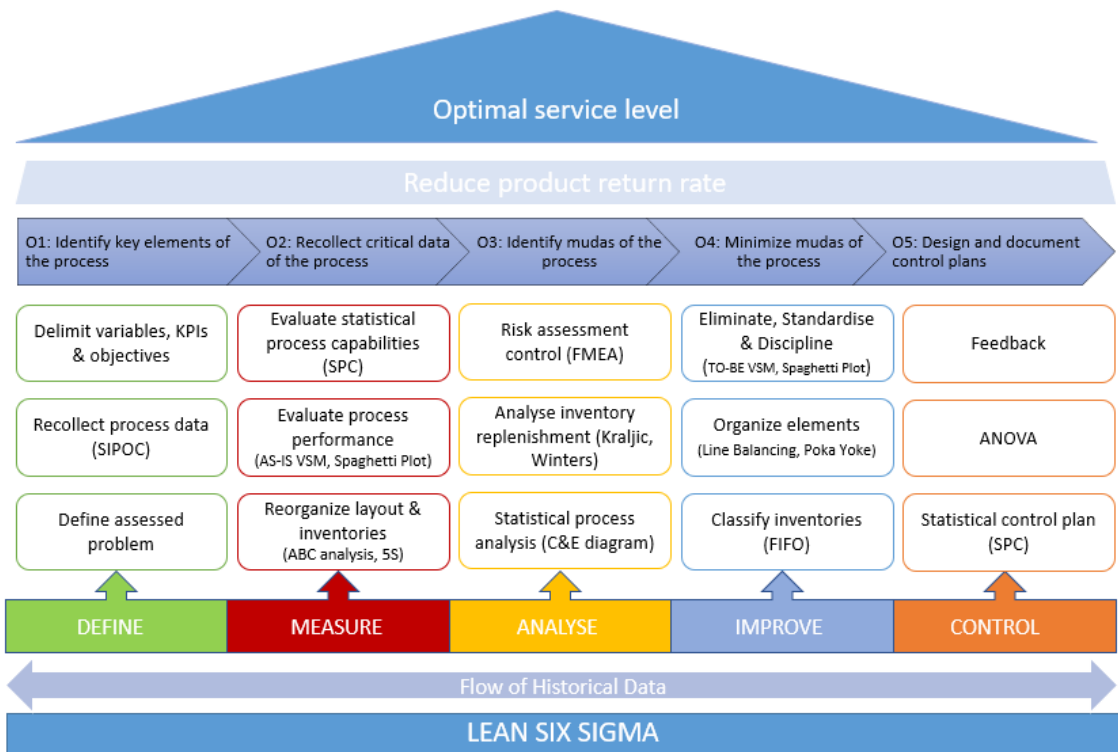 Optimal service level
Reduce product return rate
O1: Identify key elements of
the process
O2: Recollect critical data
of the process
O3: Identify mudas of the
process
O4: Minimize mudas of
the process
O5: Design and document
control plans
Delimit variables, KPIs
& objectives
Evaluate statistical
process capabilities
(SPC)
Risk assessment
control (FMEA)
Eliminate, Standardise
& Discipline
(TO-BE VSM, Spaghetti Plot)
Feedback
Recollect process data
(SIPOC)
Evaluate process
performance
(AS-IS VSM, Spaghetti Plot)
Analyse inventory
replenishment (Kraljic,
Winters)
Organize elements
(Line Balancing, Poka Yoke)
ANOVA
Define assessed
problem
Reorganize layout &
inventories
(ABC analysis, 5S)
Statistical process
analysis (C&E diagram)
Classify inventories
(FIFO)
Statistical control plan
(SPC)
DEFINE
MEASURE
ANALYSE
IMPROVE
CONTROL
Flow of Historical Data
LEAN SIX SIGMA